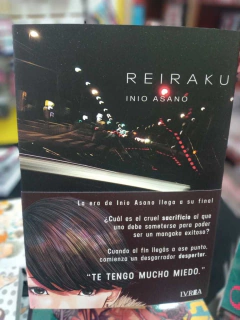 REIRAKU
INIO ASANO
La era de Inio Asano llega a su fina!
¿Cuál es el cruel sacrificio al que
uno debe someterse para poder
ser un mangaka exitoso?
Cuando al fin llegás a ese punto,
comienza un desgarrador despertar.
"TE TENGO MUCHO MIEDO."
IVREA